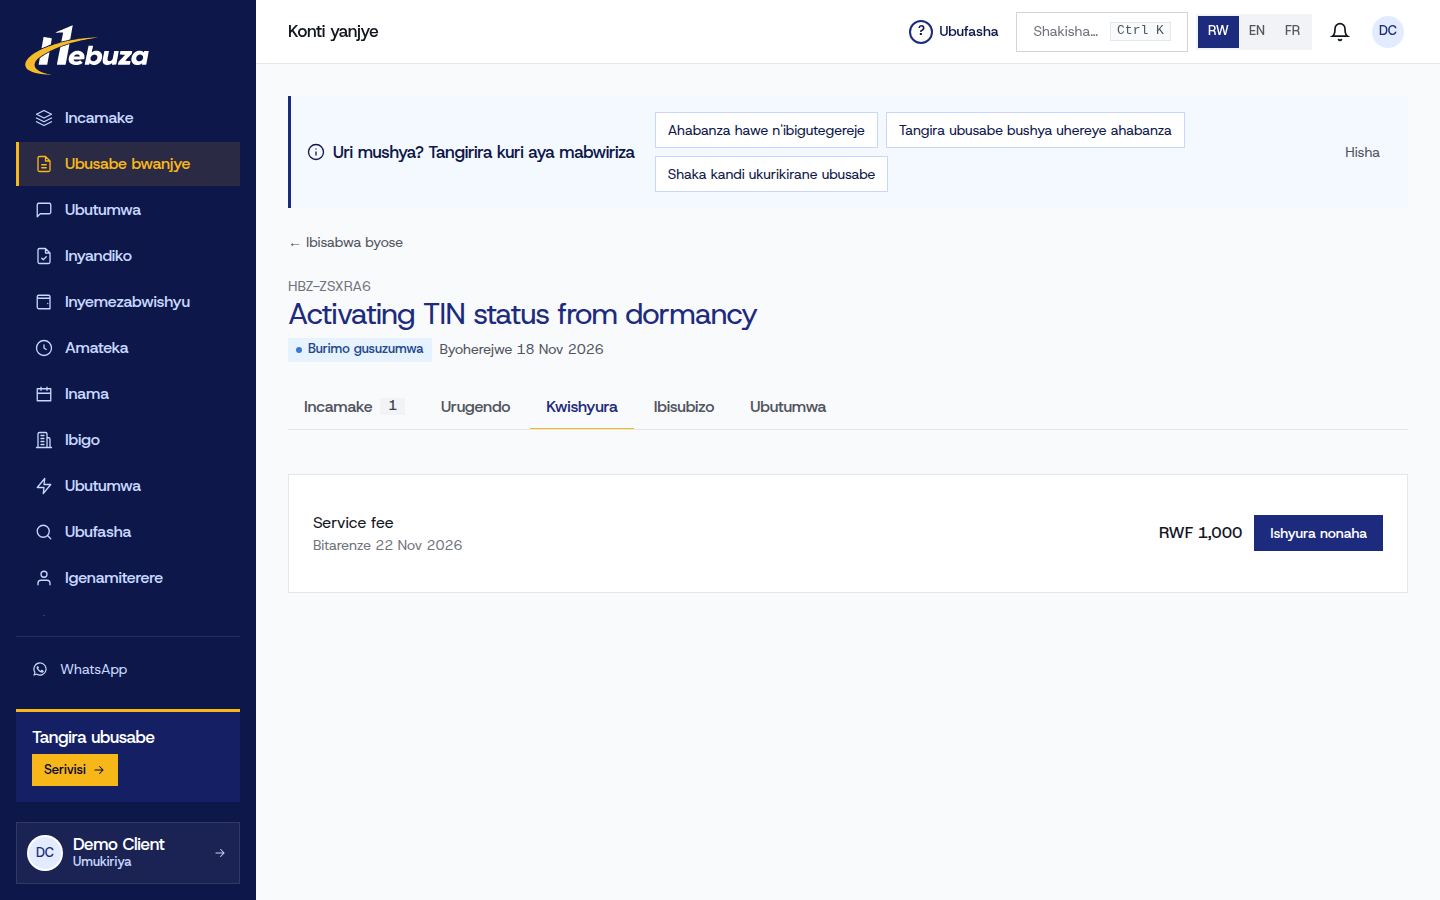 Hebuza
Incamake
Ubusabe bwanjye
Ubutumwa
Inyandiko
Inyemezabwishyu
Amateka
Inama
Ibigo
Ubutumwa
Ubufasha
Igenamiterere
WhatsApp
Tangira ubusabe
Serivisi →
DC
Demo Client
Umukiriya
→
Konti yanjye
? Ubufasha
Shakisha... Ctrl K
RW EN FR
DC
Uri mushya? Tangirira kuri aya mabwiriza
Ahabanza hawe n'ibigutegereje
Tangira ubusabe bushya uhereye ahabanza
Shaka kandi ukurikirane ubusabe
Hisha
← Ibisabwa byose
HBZ-ZSXRA6
Activating TIN status from dormancy
Burimo gusuzumwa Byoherejwe 18 Nov 2026
Incamake 1 Urugendo Kwishyura Ibisubizo Ubutumwa
Service fee
Bitarenze 22 Nov 2026
RWF 1,000 Ishyura nonaha